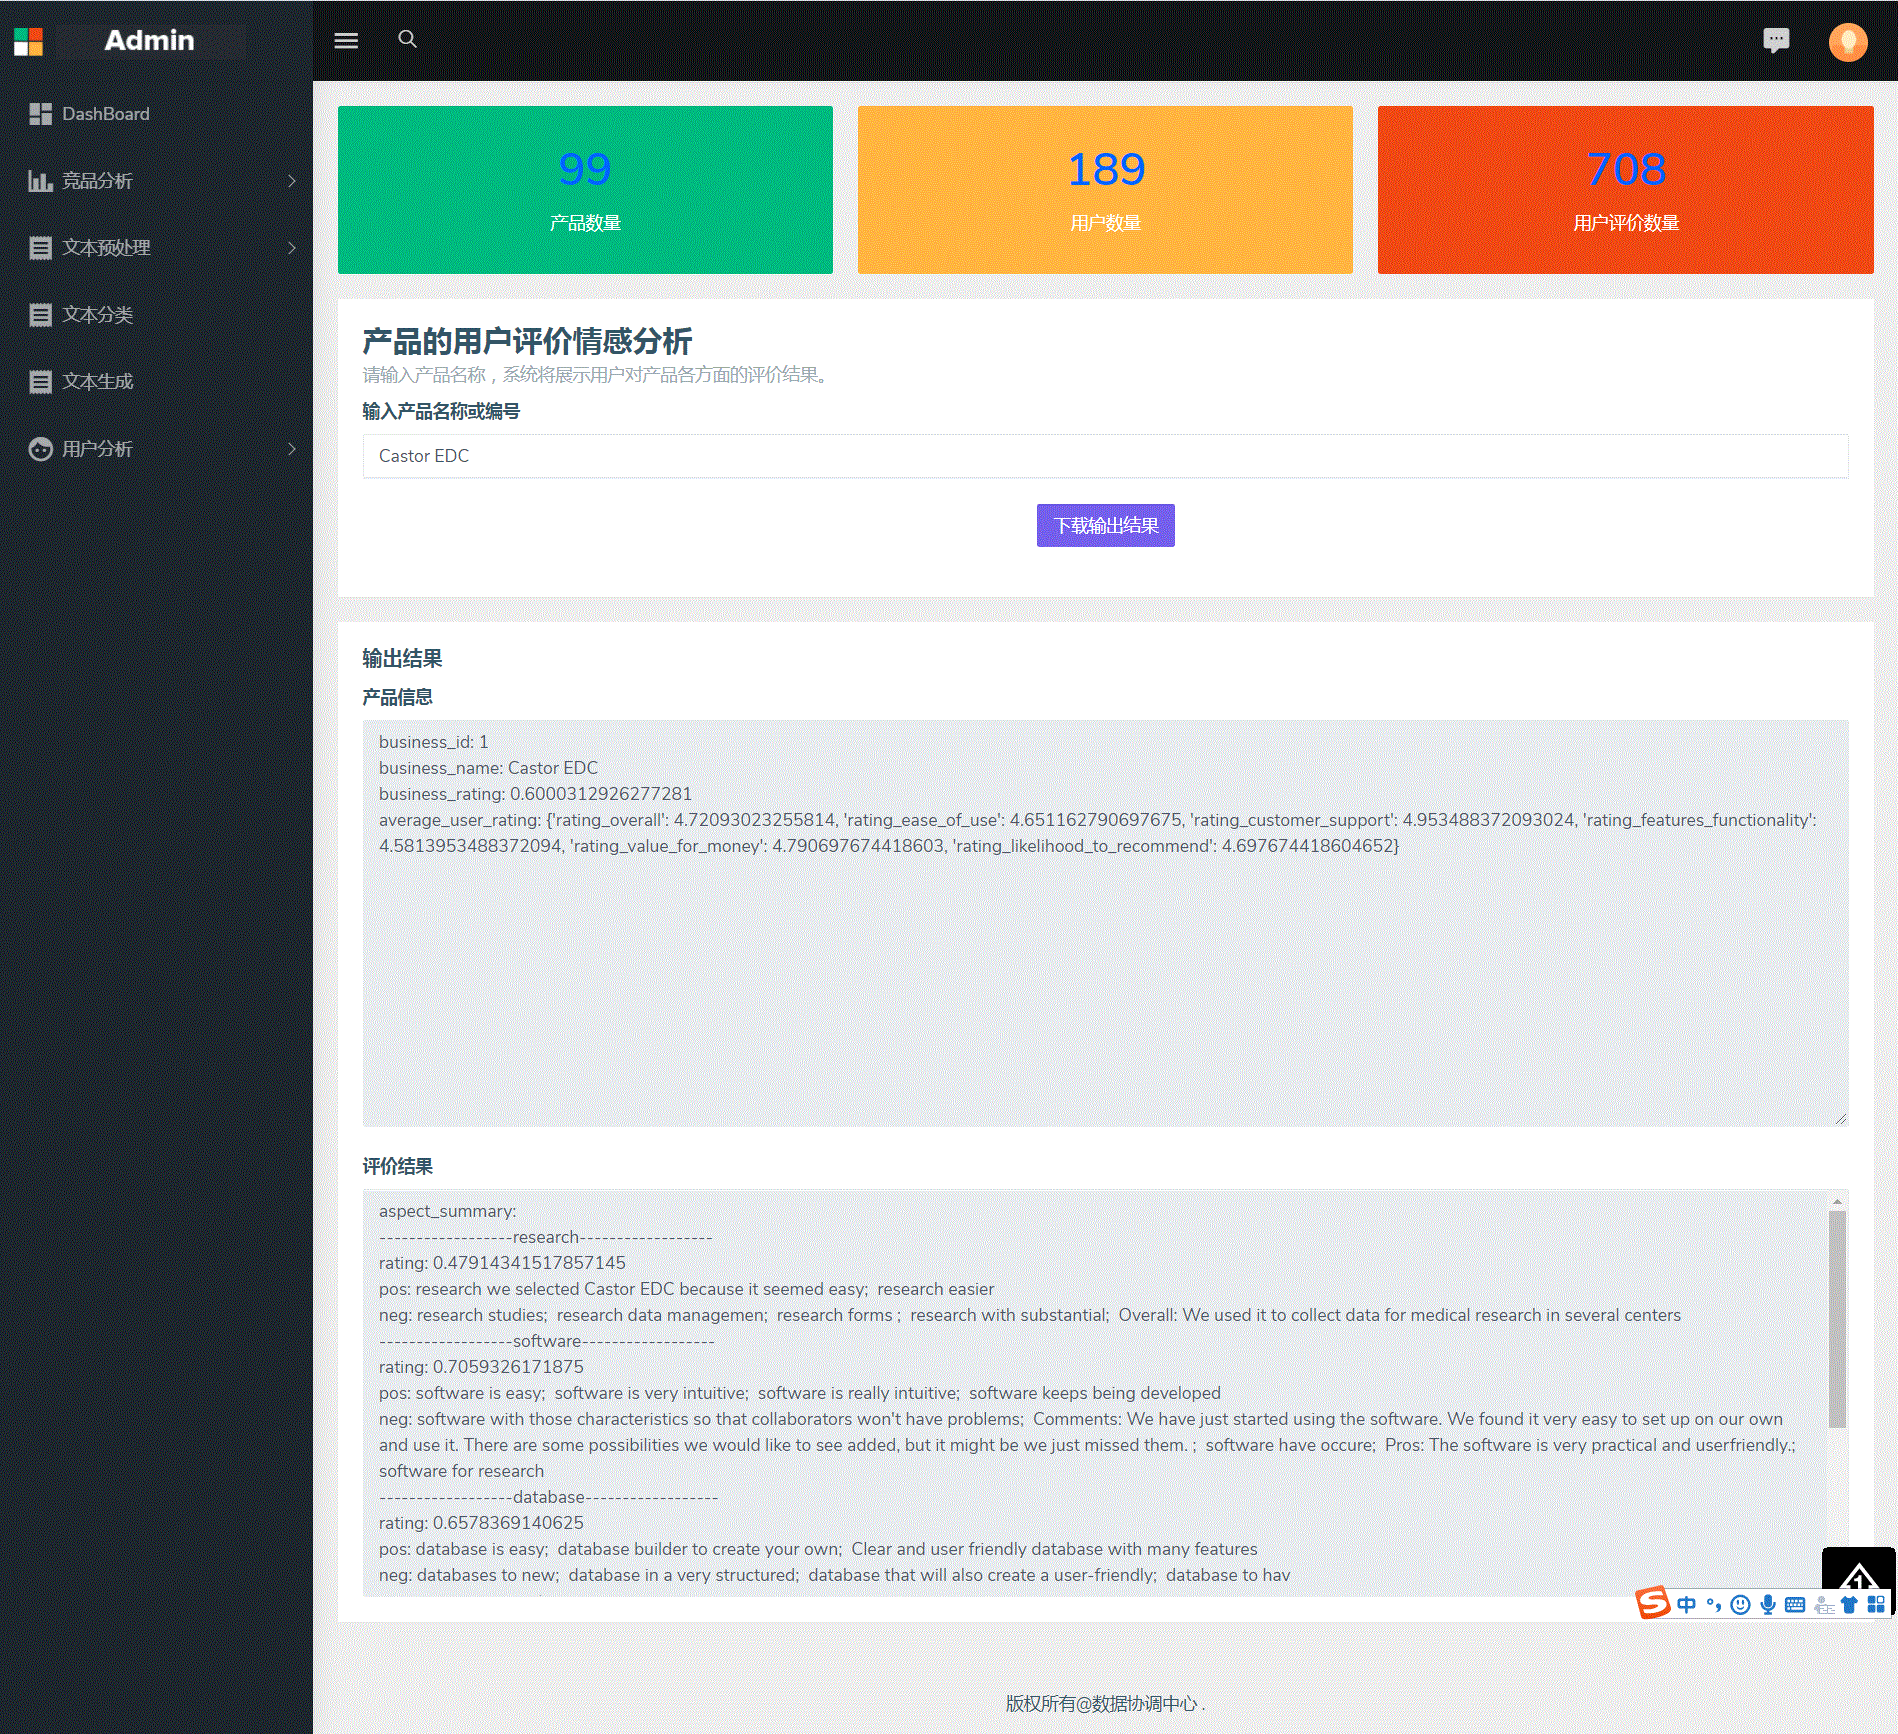 Admin
DashBoard
竞品分析
文本预处理
文本分类
文本生成
用户分析
99
产品数量
189
用户数量
708
用户评价数量
产品的用户评价情感分析
请输入产品名称，系统将展示用户对产品各方面的评价结果。
输入产品名称或编号
Castor EDC
下载输出结果
输出结果
产品信息
business_id: 1
business_name: Castor EDC
business_rating: 0.6000312926277281
average_user_rating: {'rating_overall': 4.72093023255814, 'rating_ease_of_use': 4.651162790697675, 'rating_customer_support': 4.953488372093024, 'rating_features_functionality':
4.5813953488372094, 'rating_value_for_money': 4.790697674418603, 'rating_likelihood_to_recommend': 4.697674418604652}
评价结果
aspect_summary:
------------------research------------------
rating: 0.47914341517857145
pos: research we selected Castor EDC because it seemed easy;  research easier
neg: research studies;  research data managemen;  research forms ;  research with substantial;  Overall: We used it to collect data for medical research in several centers
------------------software------------------
rating: 0.7059326171875
pos: software is easy;  software is very intuitive;  software is really intuitive;  software keeps being developed
neg: software with those characteristics so that collaborators won't have problems;  Comments: We have just started using the software. We found it very easy to set up on our own
and use it. There are some possibilities we would like to see added, but it might be we just missed them. ;  software have occure;  Pros: The software is very practical and userfriendly.;
software for research
------------------database------------------
rating: 0.6578369140625
pos: database is easy;  database builder to create your own;  Clear and user friendly database with many features
neg: databases to new;  database in a very structured;  database that will also create a user-friendly;  database to hav
中
版权所有@数据协调中心 .